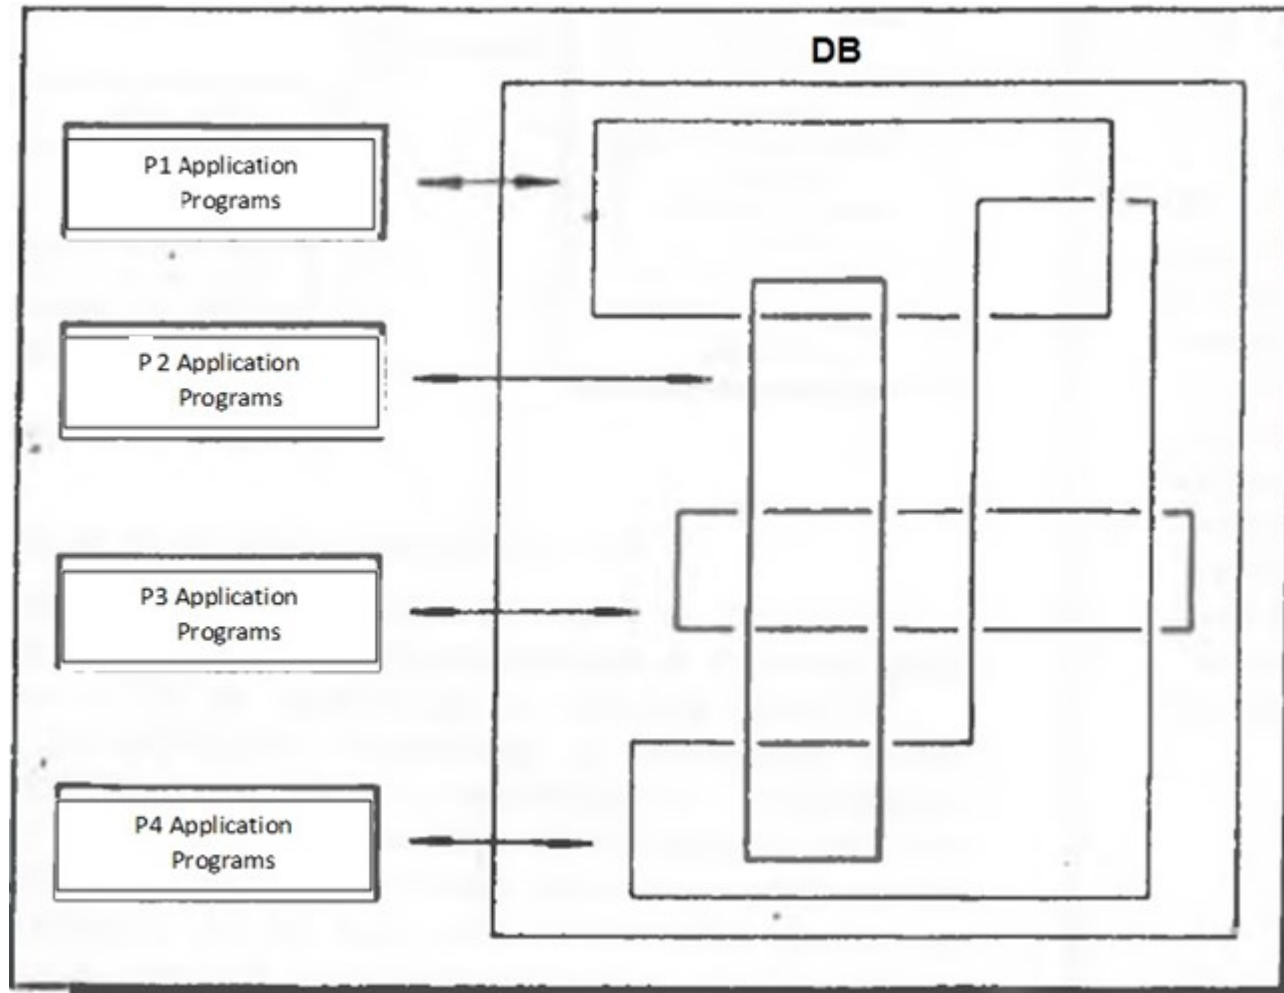 DB
P1 Application
Programs
P 2 Application
Programs
P3 Application
Programs
P4 Application
Programs